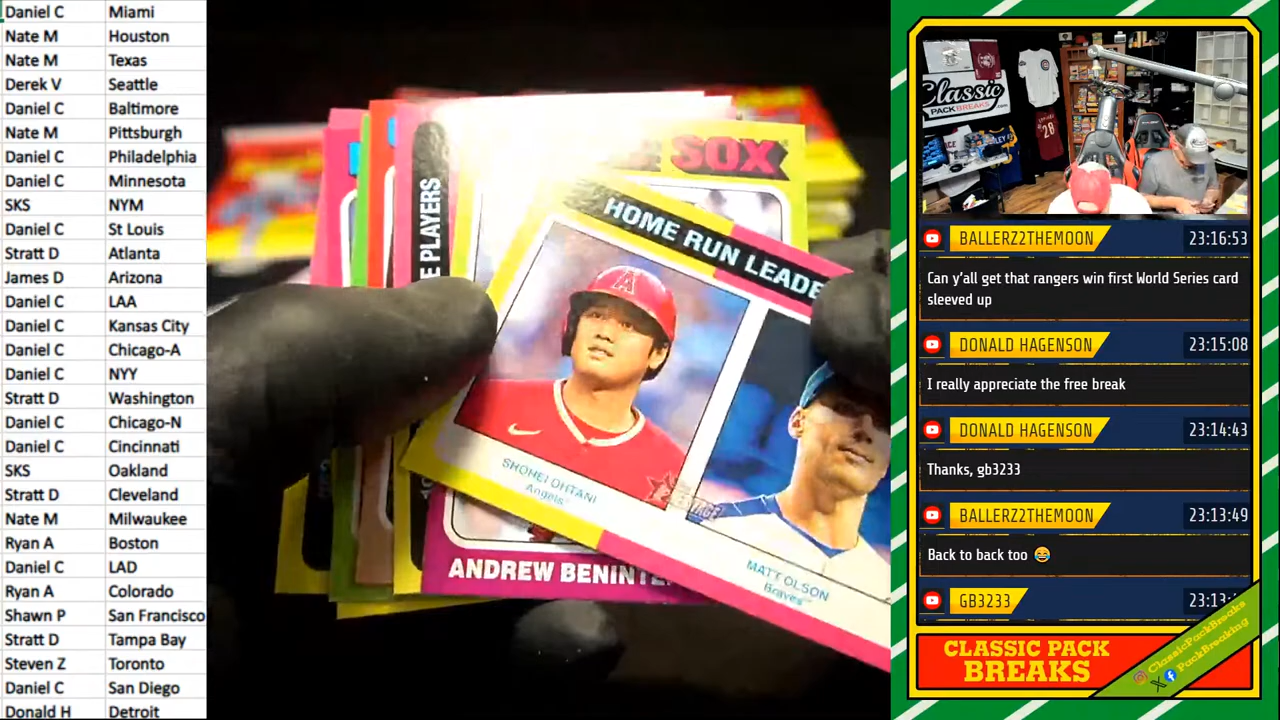 Daniel C Miami
Nate M Houston
Nate M Texas
Derek V Seattle
Daniel C Baltimore
Nate M Pittsburgh
Daniel C Philadelphia
Daniel C Minnesota
SKS NYM
Daniel C St Louis
Stratt D Atlanta
James D Arizona
Daniel C LAA
Daniel C Kansas City
Daniel C Chicago-A
Daniel C NYY
Stratt D Washington
Daniel C Chicago-N
Daniel C Cincinnati
SKS Oakland
Stratt D Cleveland
Nate M Milwaukee
Ryan A Boston
Daniel C LAD
Ryan A Colorado
Shawn P San Francisco
Stratt D Tampa Bay
Steven Z Toronto
Daniel C San Diego
Donald H Detroit
SOX
E PLAYERS
HOME RUN LEADE
A
SHOHEI OHTANI
Angels
MATT OLSON
Braves
ANDREW BENINTE
Classic
PACK BREAKS
28
BALLERZ2THEMOON 23:16:53
Can y'all get that rangers win first World Series card
sleeved up
DONALD HAGENSON 23:15:08
I really appreciate the free break
DONALD HAGENSON 23:14:43
Thanks, gb3233
BALLERZ2THEMOON 23:13:49
Back to back too 😂
GB3233 23:13:
CLASSIC PACK
BREAKS
ClassicPackBreaks
PackBreaking